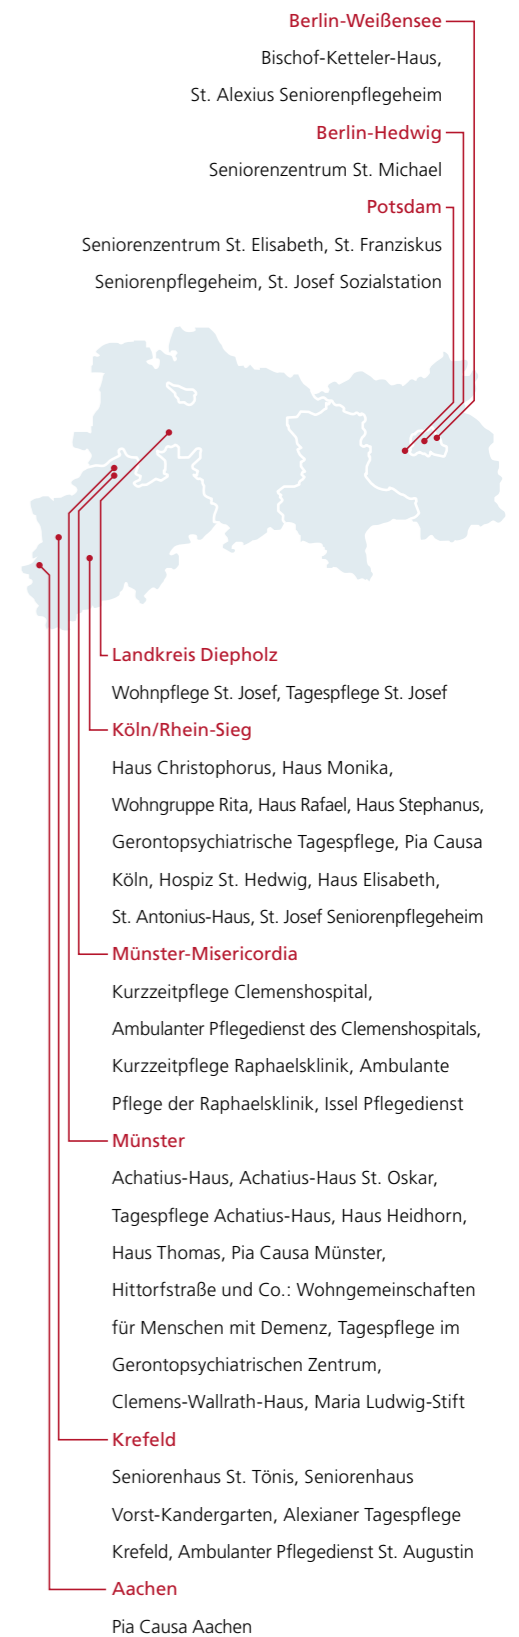 Berlin-Weißensee
Bischof-Ketteler-Haus,
St. Alexius Seniorenpflegeheim
Berlin-Hedwig
Seniorenzentrum St. Michael
Potsdam
Seniorenzentrum St. Elisabeth, St. Franziskus
Seniorenpflegeheim, St. Josef Sozialstation
Landkreis Diepholz
Wohnpflege St. Josef, Tagespflege St. Josef
Köln/Rhein-Sieg
Haus Christophorus, Haus Monika,
Wohngruppe Rita, Haus Rafael, Haus Stephanus,
Gerontopsychiatrische Tagespflege, Pia Causa
Köln, Hospiz St. Hedwig, Haus Elisabeth,
St. Antonius-Haus, St. Josef Seniorenpflegeheim
Münster-Misericordia
Kurzzeitpflege Clemenshospital,
Ambulanter Pflegedienst des Clemenshospitals,
Kurzzeitpflege Raphaelsklinik, Ambulante
Pflege der Raphaelsklinik, Issel Pflegedienst
Münster
Achatius-Haus, Achatius-Haus St. Oskar,
Tagespflege Achatius-Haus, Haus Heidhorn,
Haus Thomas, Pia Causa Münster,
Hittorfstraße und Co.: Wohngemeinschaften
für Menschen mit Demenz, Tagespflege im
Gerontopsychiatrischen Zentrum,
Clemens-Wallrath-Haus, Maria Ludwig-Stift
Krefeld
Seniorenhaus St. Tönis, Seniorenhaus
Vorst-Kandergarten, Alexianer Tagespflege
Krefeld, Ambulanter Pflegedienst St. Augustin
Aachen
Pia Causa Aachen